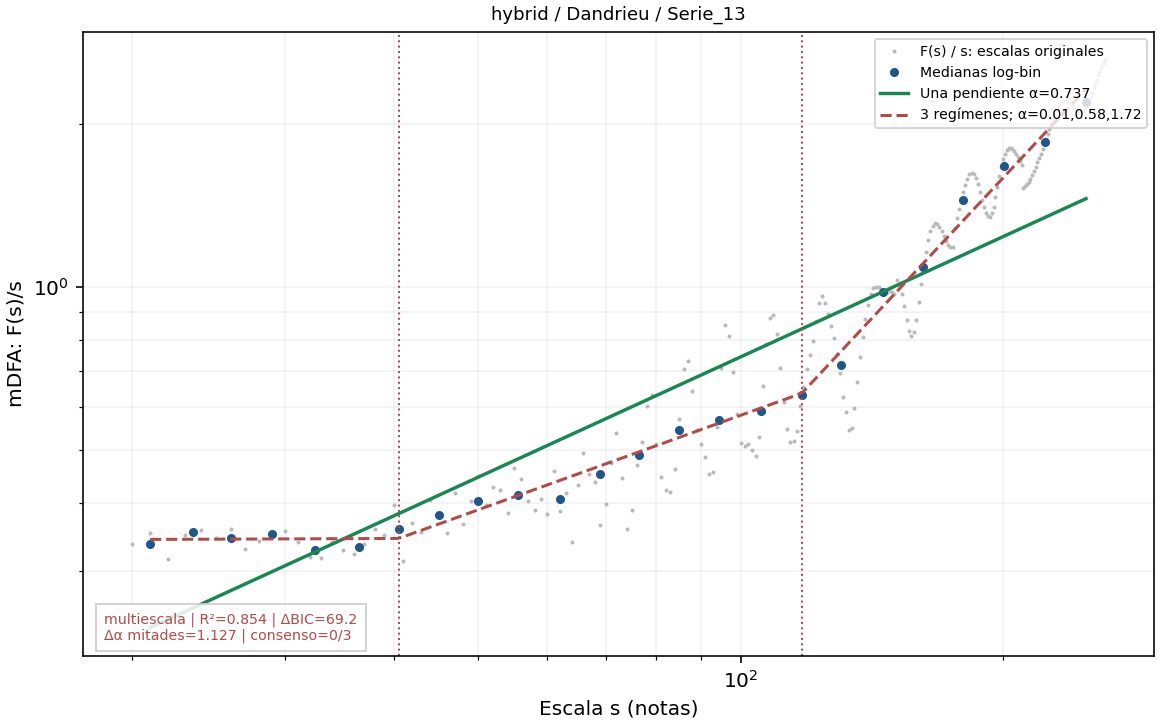 hybrid / Dandrieu / Serie_13
F(s) / s: escalas originales
Medianas log-bin
Una pendiente α=0.737
3 regímenes; α=0.01,0.58,1.72
mDFA: F(s)/s
10⁰
multiescala | R²=0.854 | ΔBIC=69.2
Δα mitades=1.127 | consenso=0/3
10²
Escala s (notas)